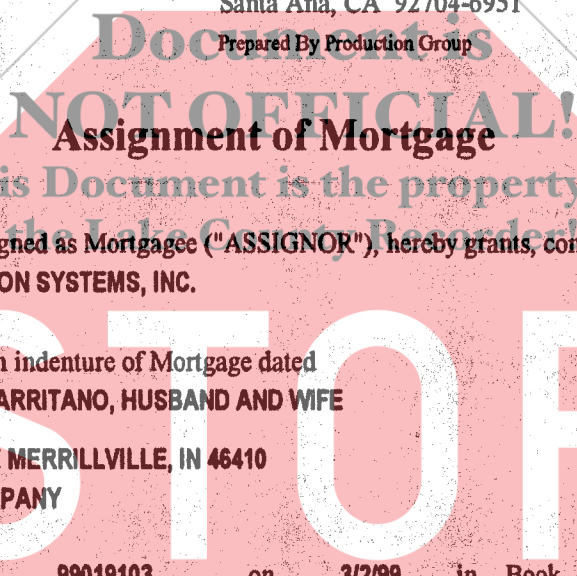 Santa Ana, CA 92704-6951
Document is
Prepared By Production Group
NOT OFFICIAL!
Assignment of Mortgage
is Document is the property
the Lake County Recorder!
gned as Mortgagee ("ASSIGNOR"), hereby grants, con
ON SYSTEMS, INC.
STOP
n indenture of Mortgage dated
ARRITANO, HUSBAND AND WIFE
MERRILLVILLE, IN 46410
PANY
99019103 on 3/2/99 in Book